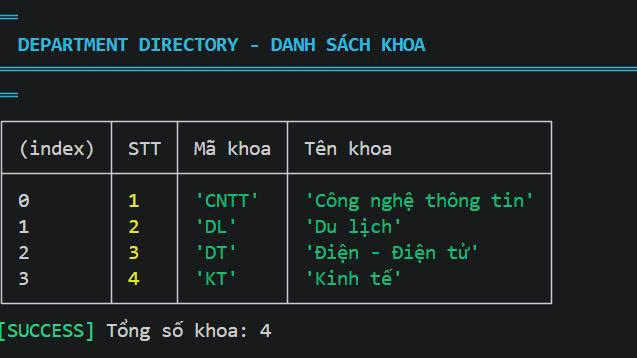 DEPARTMENT DIRECTORY - DANH SÁCH KHOA
(index) STT Mã khoa Tên khoa
0 1 'CNTT' 'Công nghệ thông tin'
1 2 'DL' 'Du lịch'
2 3 'DT' 'Điện - Điện tử'
3 4 'KT' 'Kinh tế'
[SUCCESS] Tổng số khoa: 4